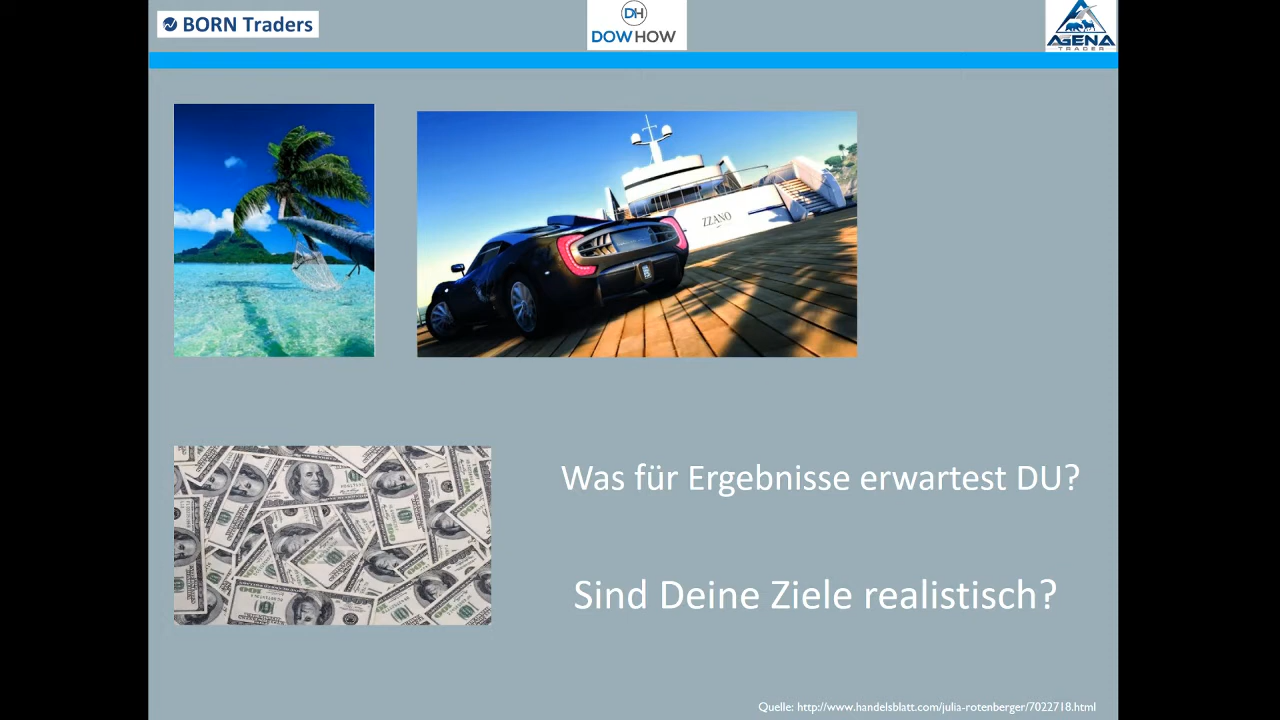 BORN Traders
DH
DOWHOW
AGENA
TRADER
ZZANO
Was für Ergebnisse erwartest DU?
Sind Deine Ziele realistisch?
Quelle: http://www.handelsblatt.com/julia-rotenberger/7022718.html